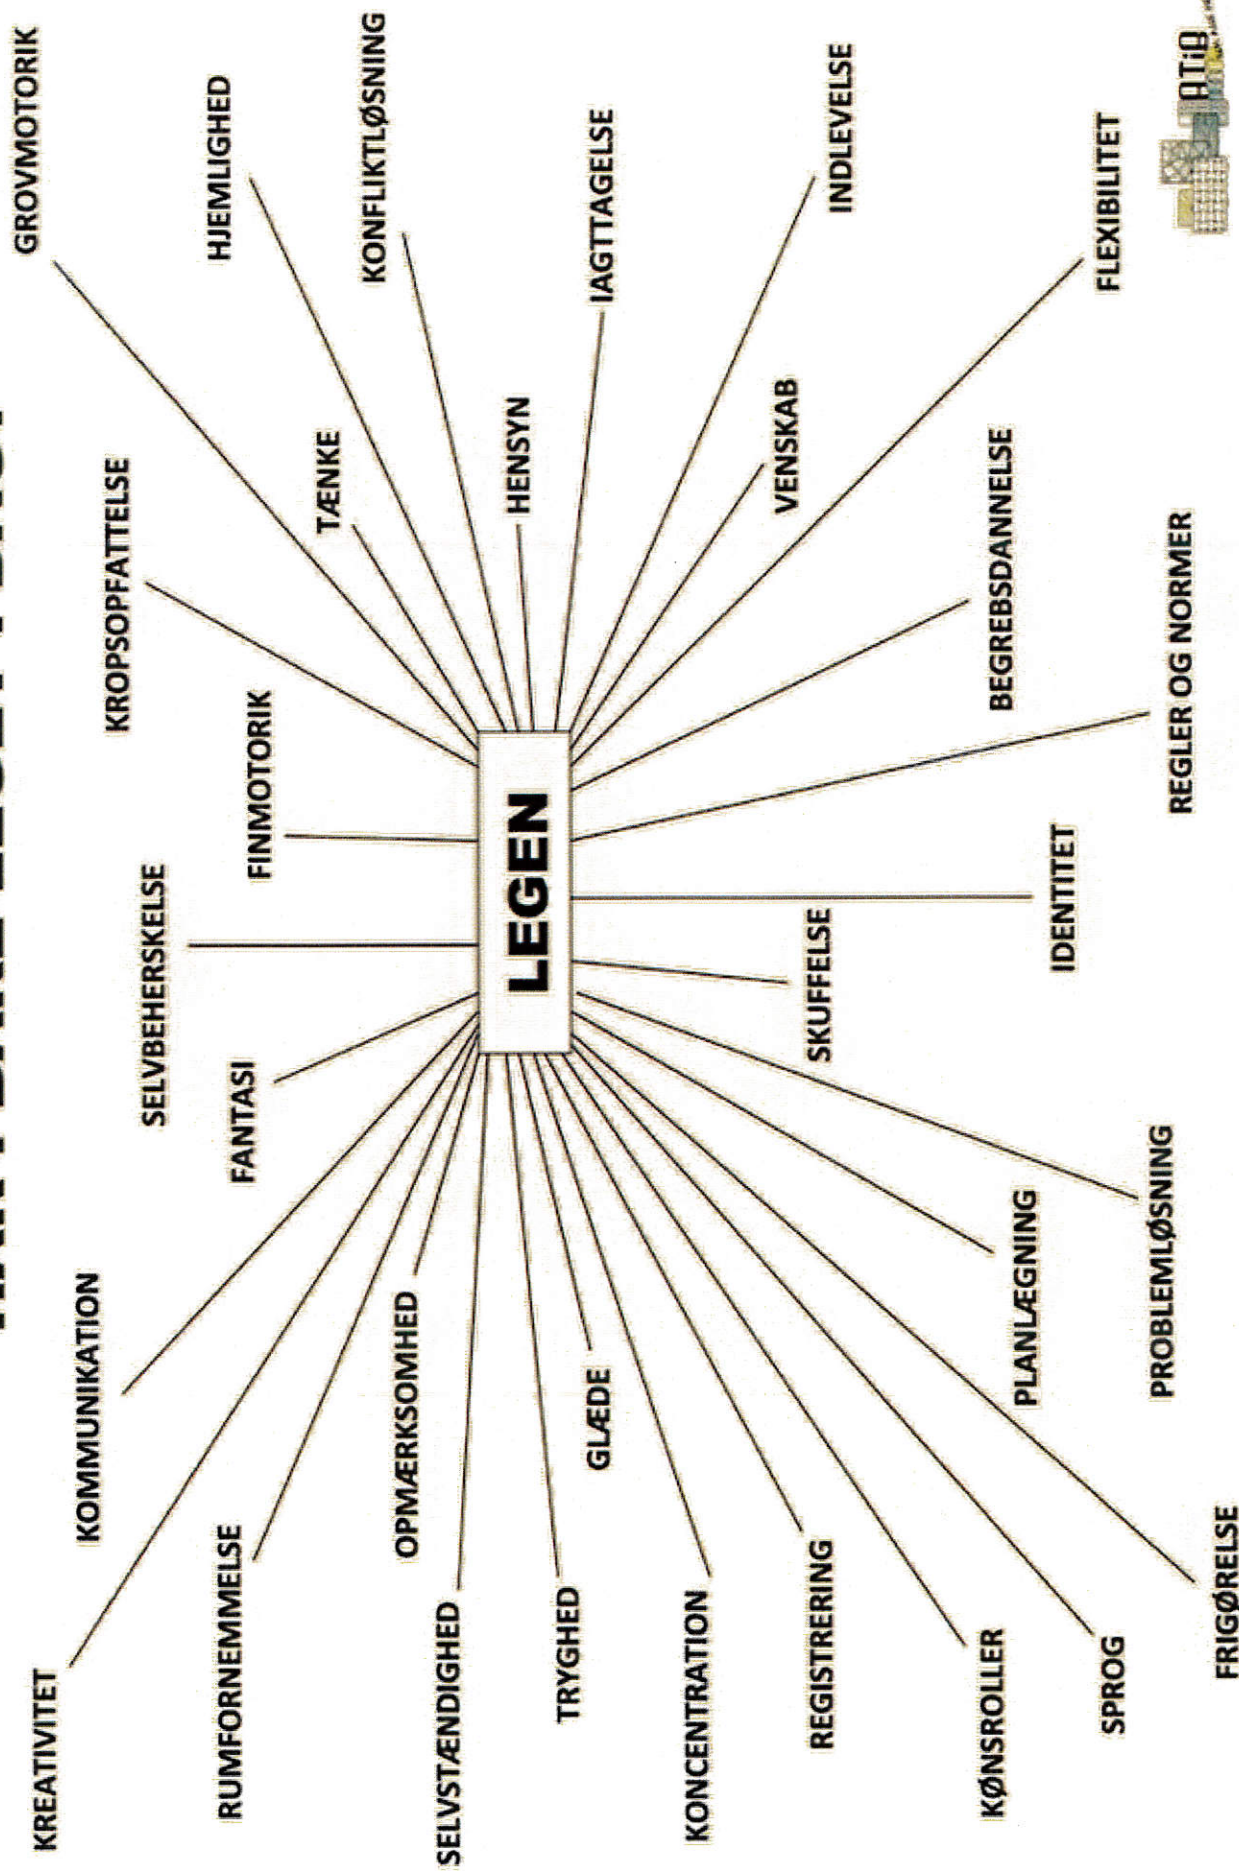 GROVMOTORIK
HJEMLIGHED
KONFLIKTLØSNING
IAGTTAGELSE
INDLEVELSE
FLEXIBILITET
KROPSOPFATTELSE
TÆNKE
HENSYN
VENSKAB
BEGREBSDANNELSE
REGLER OG NORMER
FINMOTORIK
SELVBEHERSKELSE
LEGEN
IDENTITET
SKUFFELSE
FANTASI
KOMMUNIKATION
OPMÆRKSOMHED
GLÆDE
PLANLÆGNING
PROBLEMLØSNING
KREATIVITET
RUMFORNEMMELSE
SELVSTÆNDIGHED
TRYGHED
KONCENTRATION
REGISTRERING
KØNSROLLER
SPROG
FRIGØRELSE
ATiQ